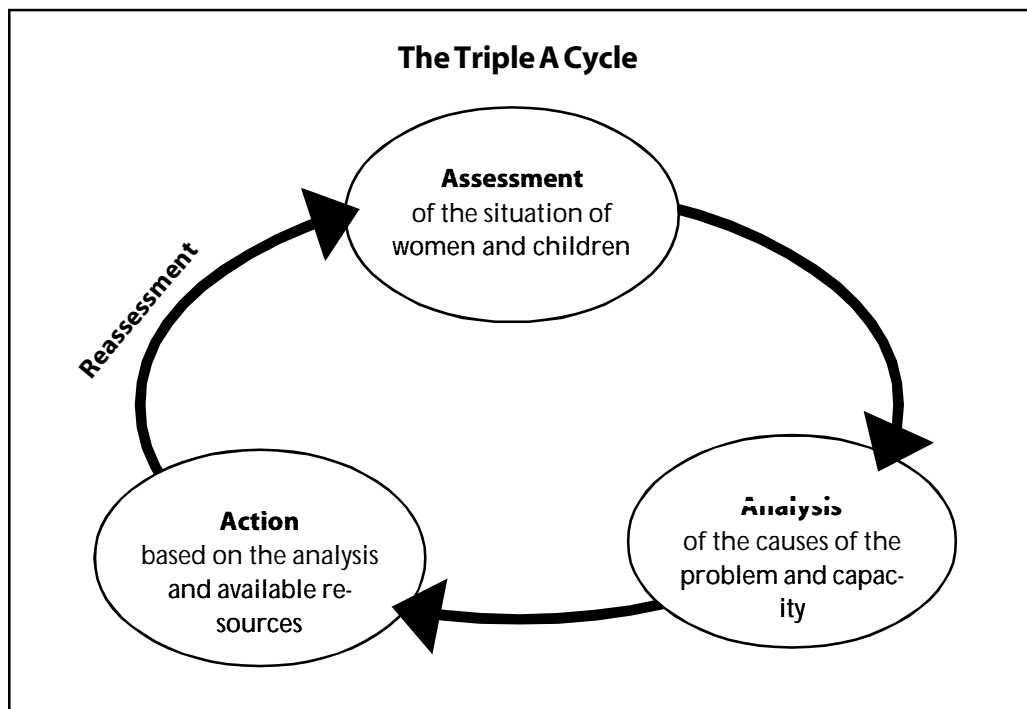 The Triple A Cycle
Assessment
of the situation of
women and children
Reassessment
Analysis
of the causes of the
problem and capac-
ity
Action
based on the analysis
and available re-
sources